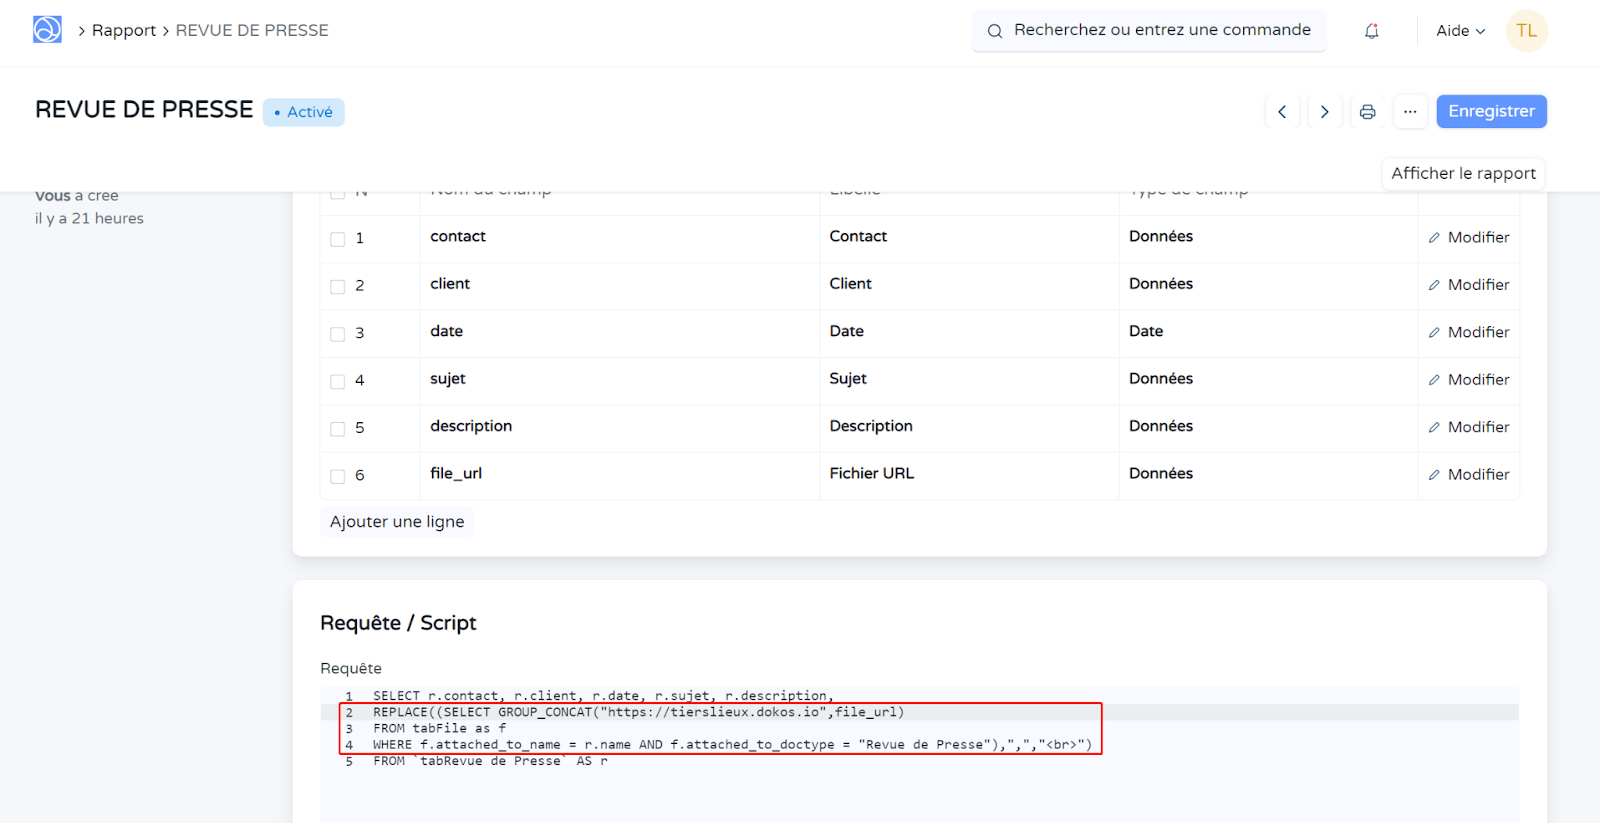 > Rapport > REVUE DE PRESSE
Recherchez ou entrez une commande
Aide
TL
REVUE DE PRESSE
• Activé
...
Enregistrer
Afficher le rapport
Vous a créé
il y a 21 heures
N° Nom du champ Libellé Type de champ
1 contact Contact Données Modifier
2 client Client Données Modifier
3 date Date Date Modifier
4 sujet Sujet Données Modifier
5 description Description Données Modifier
6 file_url Fichier URL Données Modifier
Ajouter une ligne
Requête / Script
Requête
1 SELECT r.contact, r.client, r.date, r.sujet, r.description,
2 REPLACE((SELECT GROUP_CONCAT("https://tierslieux.dokos.io",file_url)
3 FROM tabFile as f
4 WHERE f.attached_to_name = r.name AND f.attached_to_doctype = "Revue de Presse"),",","<br>")
5 FROM `tabRevue de Presse` AS r